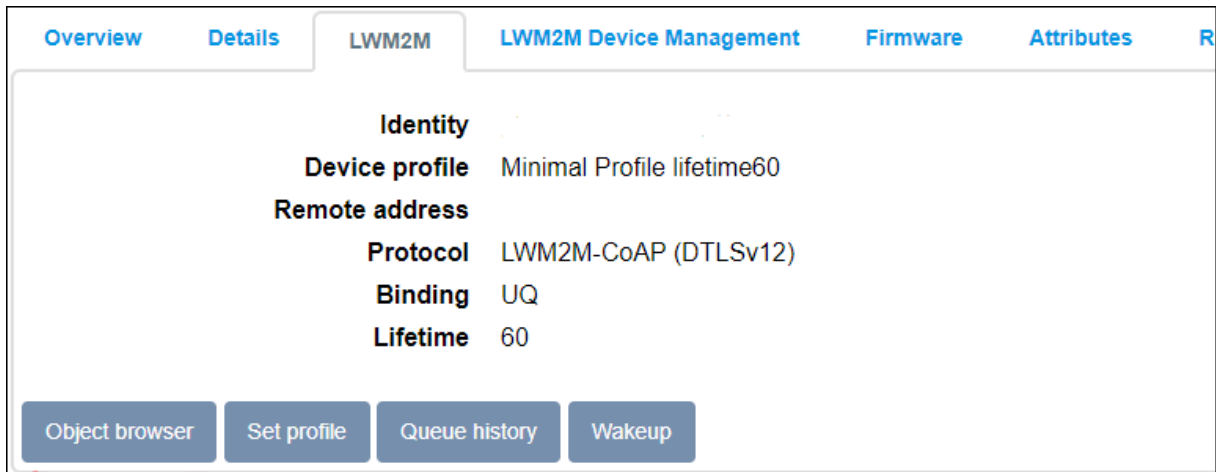 Overview Details LWM2M LWM2M Device Management Firmware Attributes R
Identity
Device profile Minimal Profile lifetime60
Remote address
Protocol LWM2M-CoAP (DTLSv12)
Binding UQ
Lifetime 60
Object browser Set profile Queue history Wakeup